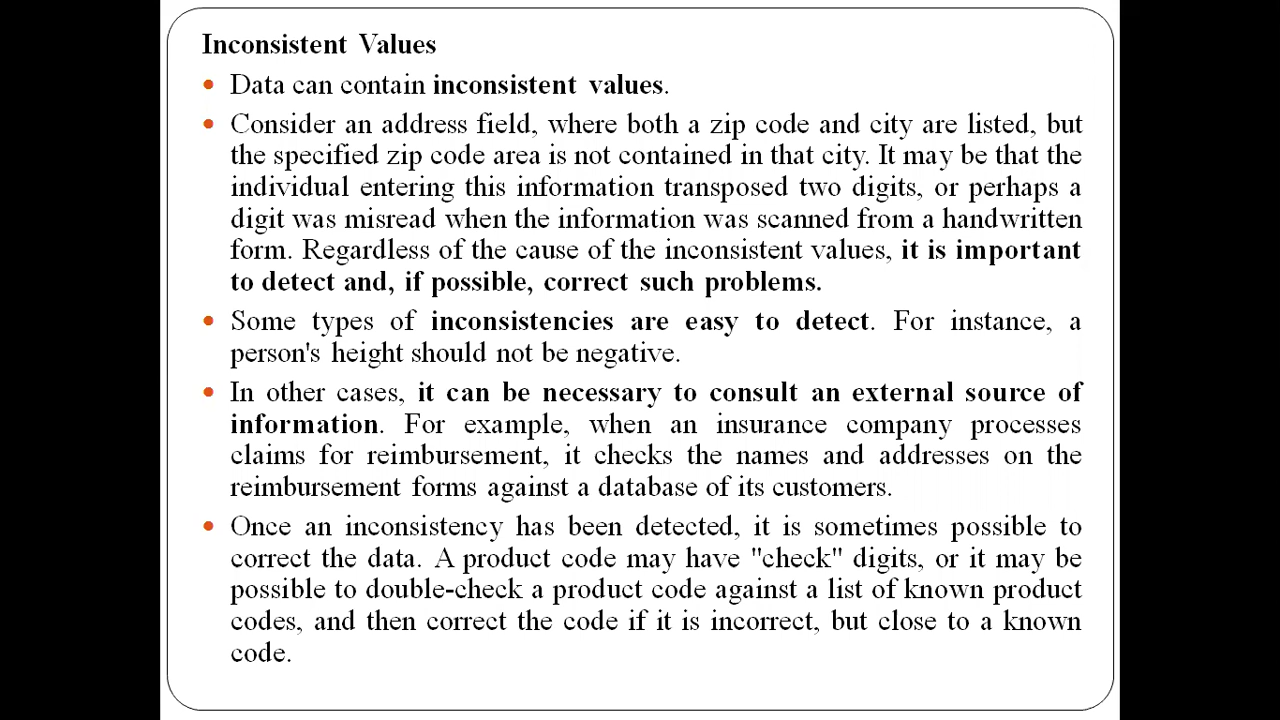 Inconsistent Values
• Data can contain inconsistent values.
• Consider an address field, where both a zip code and city are listed, but
the specified zip code area is not contained in that city. It may be that the
individual entering this information transposed two digits, or perhaps a
digit was misread when the information was scanned from a handwritten
form. Regardless of the cause of the inconsistent values, it is important
to detect and, if possible, correct such problems.
• Some types of inconsistencies are easy to detect. For instance, a
person's height should not be negative.
• In other cases, it can be necessary to consult an external source of
information. For example, when an insurance company processes
claims for reimbursement, it checks the names and addresses on the
reimbursement forms against a database of its customers.
• Once an inconsistency has been detected, it is sometimes possible to
correct the data. A product code may have "check" digits, or it may be
possible to double-check a product code against a list of known product
codes, and then correct the code if it is incorrect, but close to a known
code.